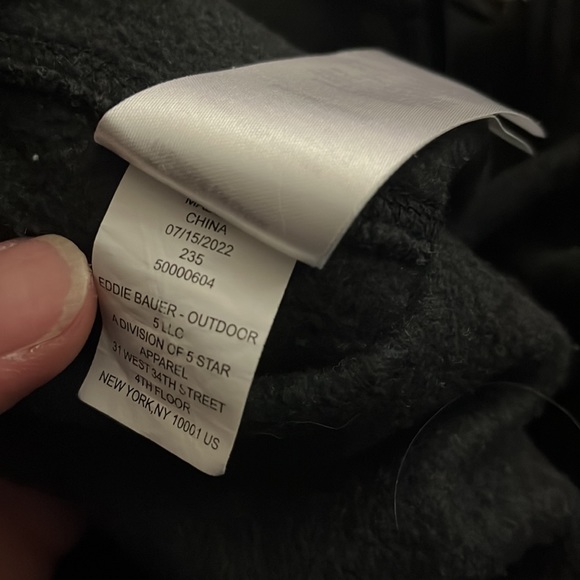 CHINA
07/15/2022
235
50000604
EDDIE BAUER - OUTDOOR
5 LLC
A DIVISION OF 5 STAR
APPAREL
31 WEST 34TH STREET
4TH FLOOR
NEW YORK,NY 10001 US